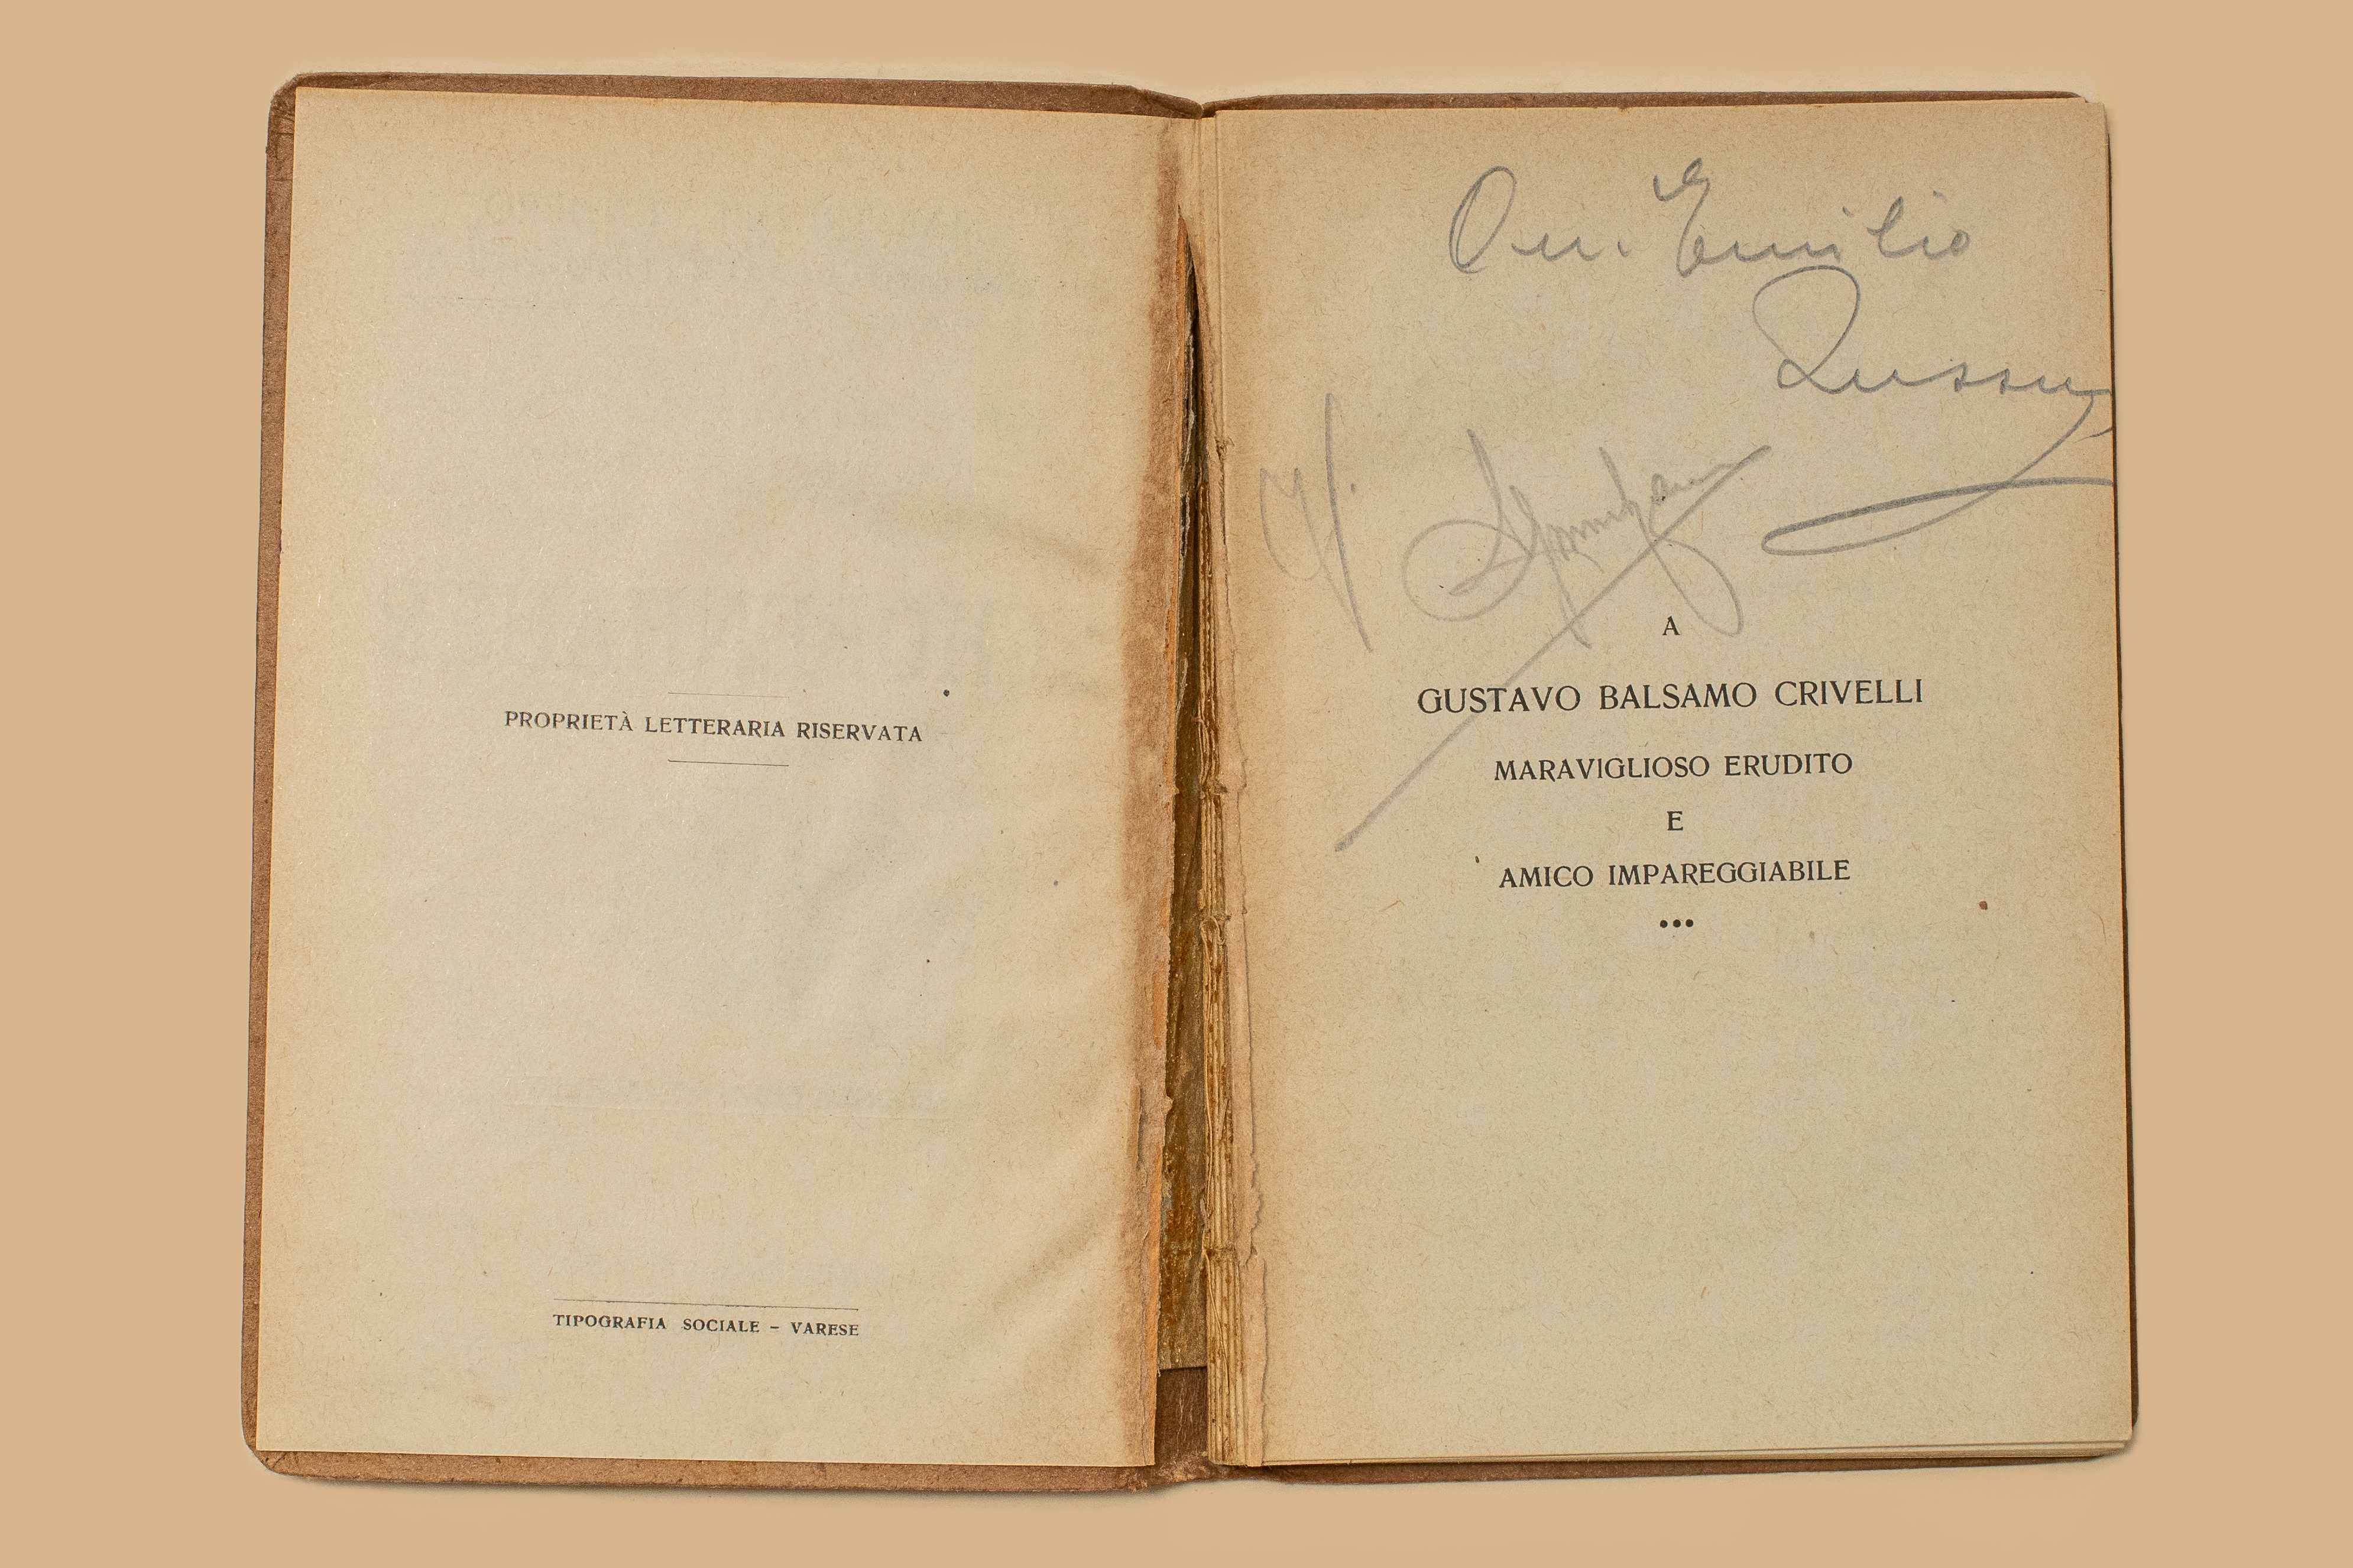 PROPRIETÀ LETTERARIA RISERVATA
TIPOGRAFIA SOCIALE – VARESE
On. Emilio
Lussu
A
GUSTAVO BALSAMO CRIVELLI
MARAVIGLIOSO ERUDITO
E
AMICO IMPAREGGIABILE
•••